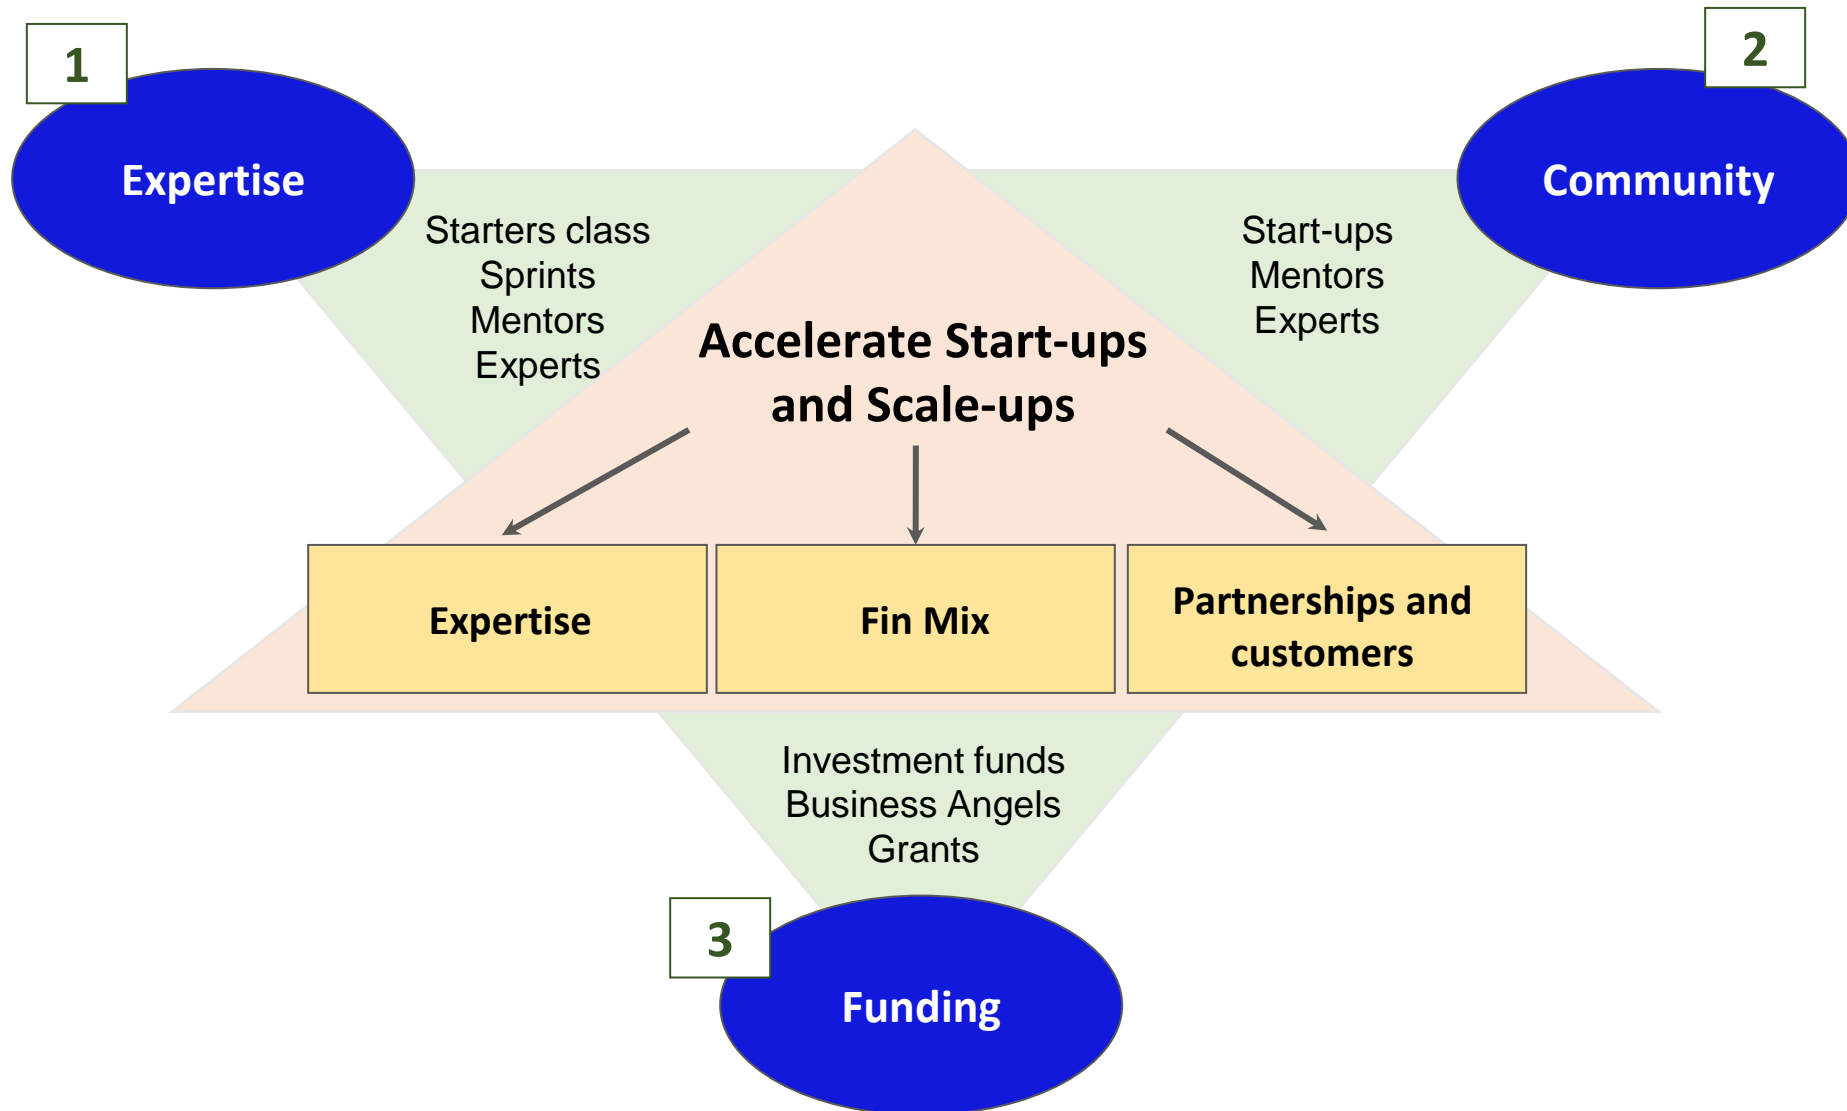 1
Expertise
Starters class
Sprints
Mentors
Experts
2
Community
Start-ups
Mentors
Experts
Accelerate Start-ups
and Scale-ups
Expertise
Fin Mix
Partnerships and
customers
Investment funds
Business Angels
Grants
3
Funding